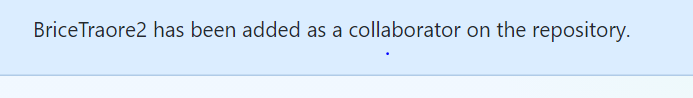 BriceTraore2 has been added as a collaborator on the repository.